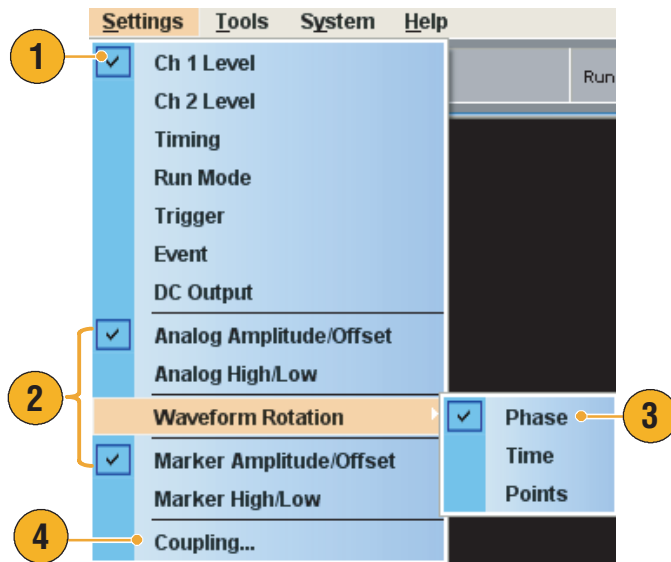 Settings Tools System Help
1
Ch 1 Level
Run
Ch 2 Level
Timing
Run Mode
Trigger
Event
DC Output
Analog Amplitude/Offset
2
Analog High/Low
Waveform Rotation
Phase
3
Marker Amplitude/Offset
Time
Marker High/Low
Points
4
Coupling...